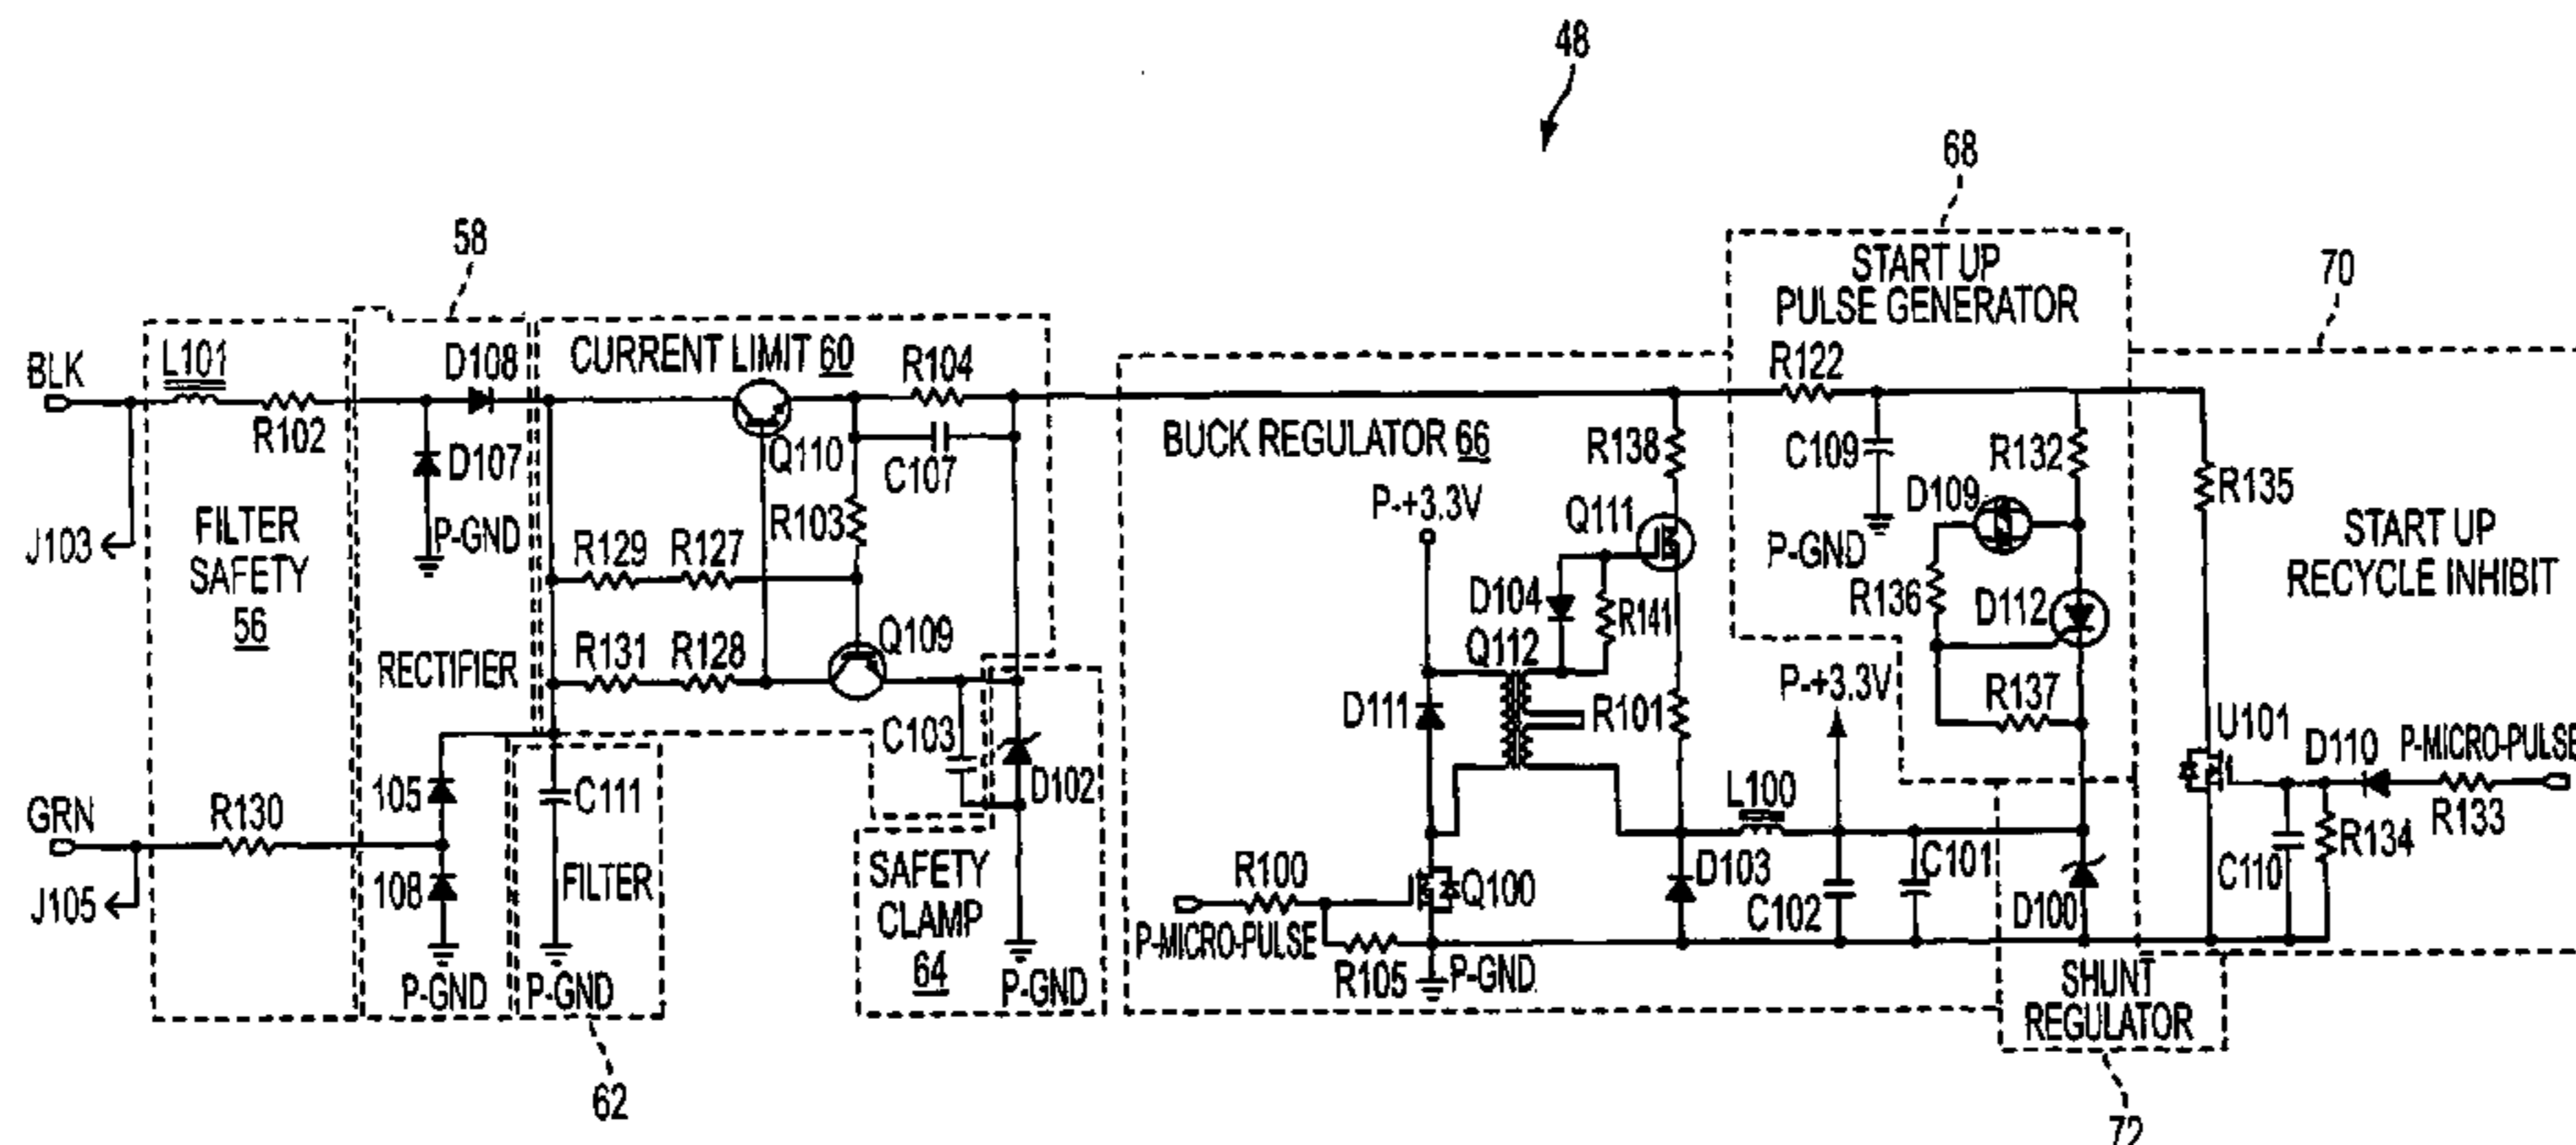 48
68
START UP
PULSE GENERATOR
70
58
BLK
L101
R102
D108
D107
P-GND
J103
FILTER
SAFETY
56
CURRENT LIMIT 60
R104
Q110
C107
R103
R129
R127
R131
R128
Q109
RECTIFIER
C103
D102
105
108
C111
FILTER
GRN
R130
J105
P-GND
P-GND
62
SAFETY
CLAMP
64
P-GND
BUCK REGULATOR 66
P-+3.3V
R138
Q111
D104
R141
Q112
D111
R101
P-+3.3V
L100
R100
P-MICRO-PULSE
R105
Q100
P-GND
D103
C102
C101
R122
C109
P-GND
R132
D109
R136
D112
R137
D100
SHUNT
REGULATOR
72
R135
START UP
RECYCLE INHIBIT
U101
D110
P-MICRO-PULSE
R133
C110
R134